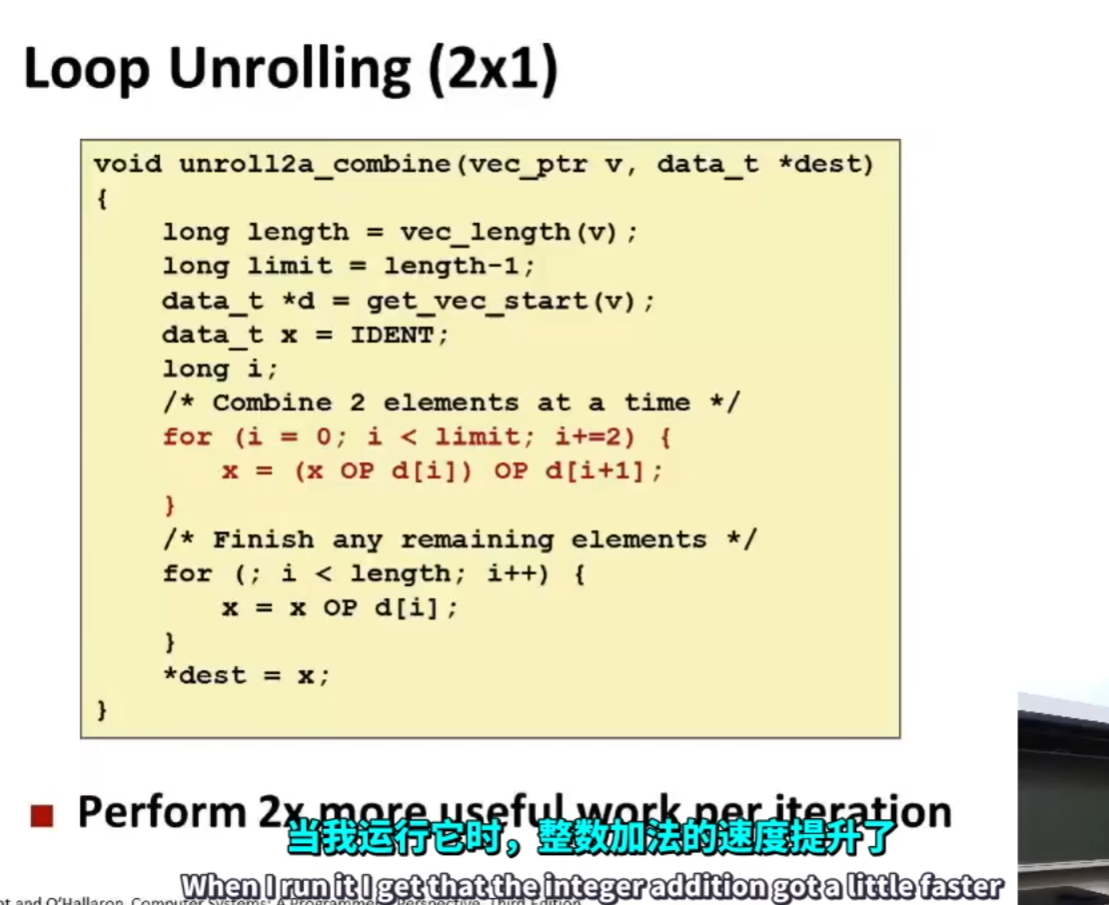 Loop Unrolling (2x1)
void unroll2a_combine(vec_ptr v, data_t *dest)
{
    long length = vec_length(v);
    long limit = length-1;
    data_t *d = get_vec_start(v);
    data_t x = IDENT;
    long i;
    /* Combine 2 elements at a time */
    for (i = 0; i < limit; i+=2) {
        x = (x OP d[i]) OP d[i+1];
    }
    /* Finish any remaining elements */
    for (; i < length; i++) {
        x = x OP d[i];
    }
    *dest = x;
}
Perform 2x more useful work per iteration
当我运行它时，整数加法的速度提升了
When I run it I get that the integer addition got a little faster
and O'Hallaron, Computer Systems: A Programmer's Perspective, Third Edition